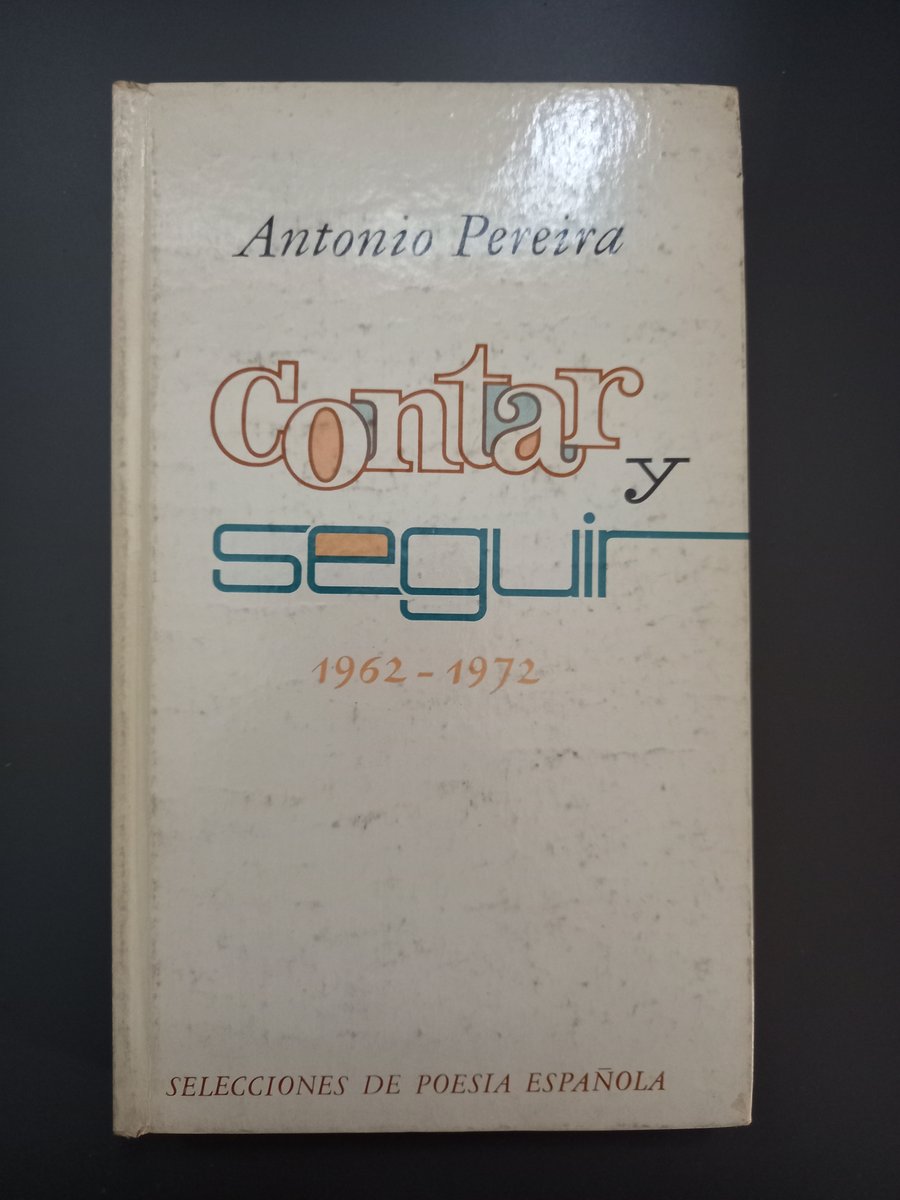 Antonio Pereira
contar
y
seguir
1962-1972
SELECCIONES DE POESIA ESPAÑOLA